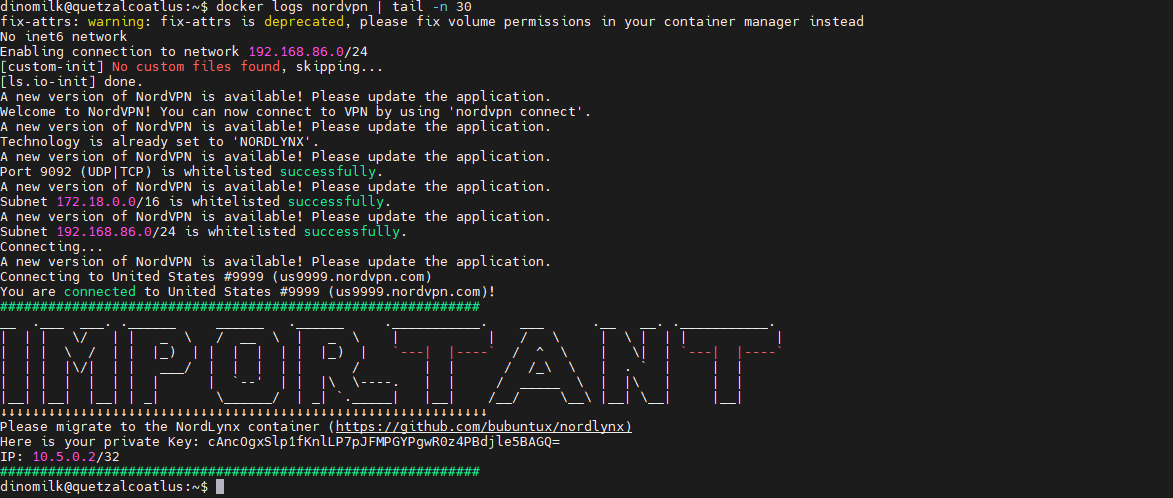 dinomilk@quetzalcoatlus:~$ docker logs nordvpn | tail -n 30
fix-attrs: warning: fix-attrs is deprecated, please fix volume permissions in your container manager instead
No inet6 network
Enabling connection to network 192.168.86.0/24
[custom-init] No custom files found, skipping...
[ls.io-init] done.
A new version of NordVPN is available! Please update the application.
Welcome to NordVPN! You can now connect to VPN by using 'nordvpn connect'.
A new version of NordVPN is available! Please update the application.
Technology is already set to 'NORDLYNX'.
A new version of NordVPN is available! Please update the application.
Port 9092 (UDP|TCP) is whitelisted successfully.
A new version of NordVPN is available! Please update the application.
Subnet 172.18.0.0/16 is whitelisted successfully.
A new version of NordVPN is available! Please update the application.
Subnet 192.168.86.0/24 is whitelisted successfully.
Connecting...
A new version of NordVPN is available! Please update the application.
Connecting to United States #9999 (us9999.nordvpn.com)
You are connected to United States #9999 (us9999.nordvpn.com)!
############################################################
IMPORTANT
↓↓↓↓↓↓↓↓↓↓↓↓↓↓↓↓↓↓↓↓↓↓↓↓↓↓↓↓↓↓↓↓↓↓↓↓↓↓↓↓↓↓↓↓↓↓↓↓↓↓↓↓↓↓↓↓↓↓↓↓↓
Please migrate to the NordLynx container (https://github.com/bubuntux/nordlynx)
Here is your private Key: cAncOgxSlp1fKnlLP7pJFMPGYPgwR0z4PBdjle5BAGQ=
IP: 10.5.0.2/32
############################################################
dinomilk@quetzalcoatlus:~$